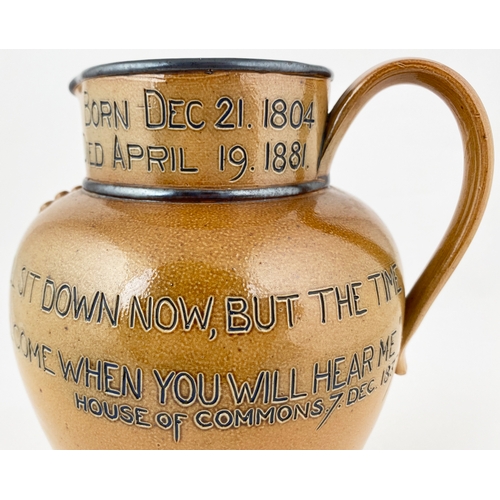 BORN DEC 21. 1804
APRIL 19. 1881.
SIT DOWN NOW, BUT THE TIME
COME WHEN YOU WILL HEAR ME
HOUSE OF COMMONS, 7. DEC.